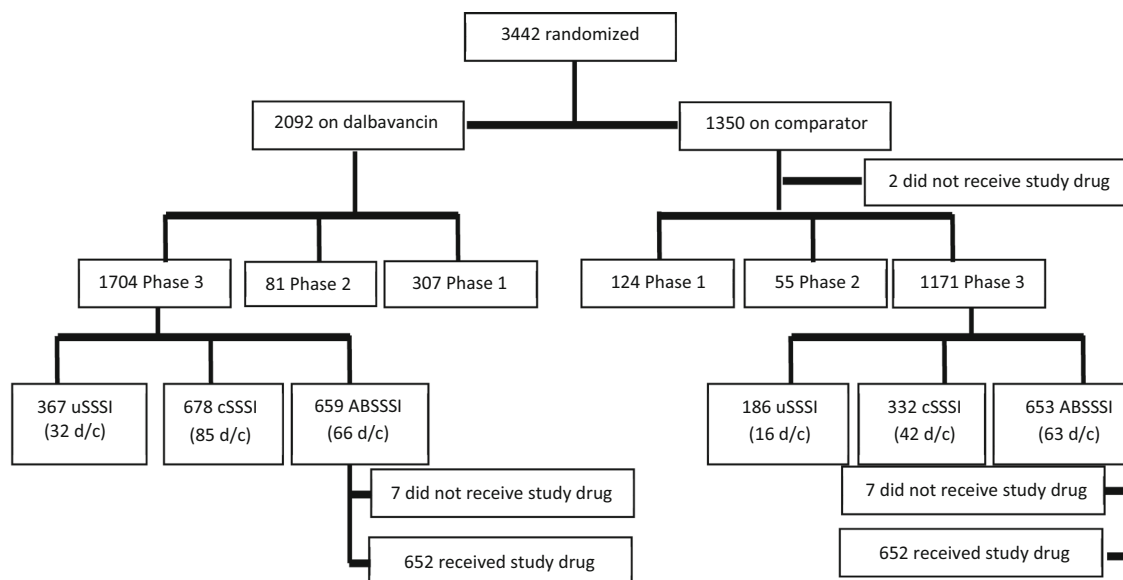 3442 randomized
2092 on dalbavancin
1350 on comparator
2 did not receive study drug
1704 Phase 3
81 Phase 2
307 Phase 1
124 Phase 1
55 Phase 2
1171 Phase 3
367 uSSSI
(32 d/c)
678 cSSSI
(85 d/c)
659 ABSSSI
(66 d/c)
186 uSSSI
(16 d/c)
332 cSSSI
(42 d/c)
653 ABSSSI
(63 d/c)
7 did not receive study drug
7 did not receive study drug
652 received study drug
652 received study drug